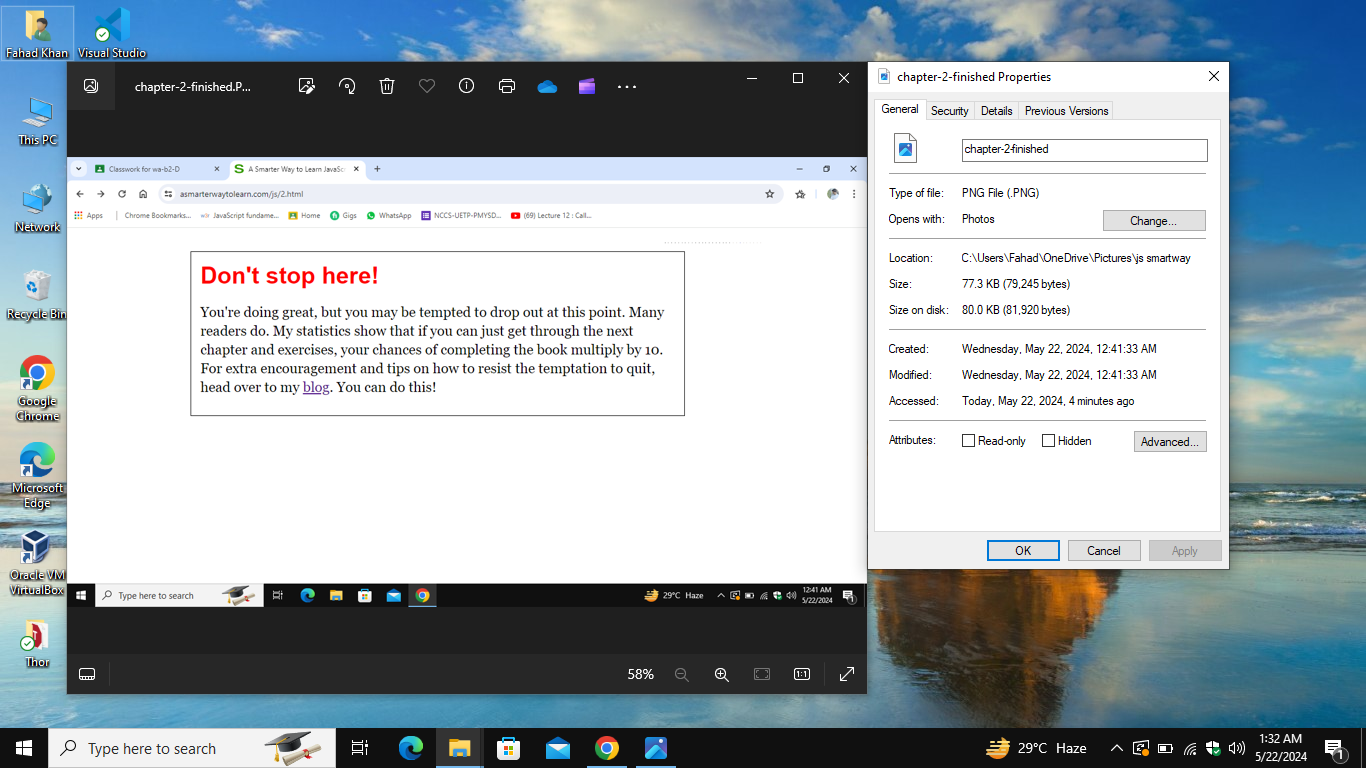 Fahad Khan
Visual Studio
This PC
Network
Recycle Bin
Google
Chrome
Microsoft
Edge
Oracle VM
VirtualBox
Thor
chapter-2-finished.P...
Classwork for wa-b2-D
A Smarter Way to Learn JavaSc
asmarterwaytolearn.com/js/2.html
Apps
Chrome Bookmarks...
JavaScript fundame...
Home
Gigs
WhatsApp
NCCS-UETP-PMYSD...
(69) Lecture 12 : Call...
Don't stop here!
You're doing great, but you may be tempted to drop out at this point. Many
readers do. My statistics show that if you can just get through the next
chapter and exercises, your chances of completing the book multiply by 10.
For extra encouragement and tips on how to resist the temptation to quit,
head over to my blog. You can do this!
Type here to search
29°C Haze
12:41 AM
5/22/2024
1
58%
1:1
chapter-2-finished Properties
General
Security
Details
Previous Versions
chapter-2-finished
Type of file: PNG File (.PNG)
Opens with: Photos
Change...
Location: C:\Users\Fahad\OneDrive\Pictures\js smartway
Size: 77.3 KB (79,245 bytes)
Size on disk: 80.0 KB (81,920 bytes)
Created: Wednesday, May 22, 2024, 12:41:33 AM
Modified: Wednesday, May 22, 2024, 12:41:33 AM
Accessed: Today, May 22, 2024, 4 minutes ago
Attributes: Read-only Hidden
Advanced...
OK
Cancel
Apply
Type here to search
29°C Haze
1:32 AM
5/22/2024
1